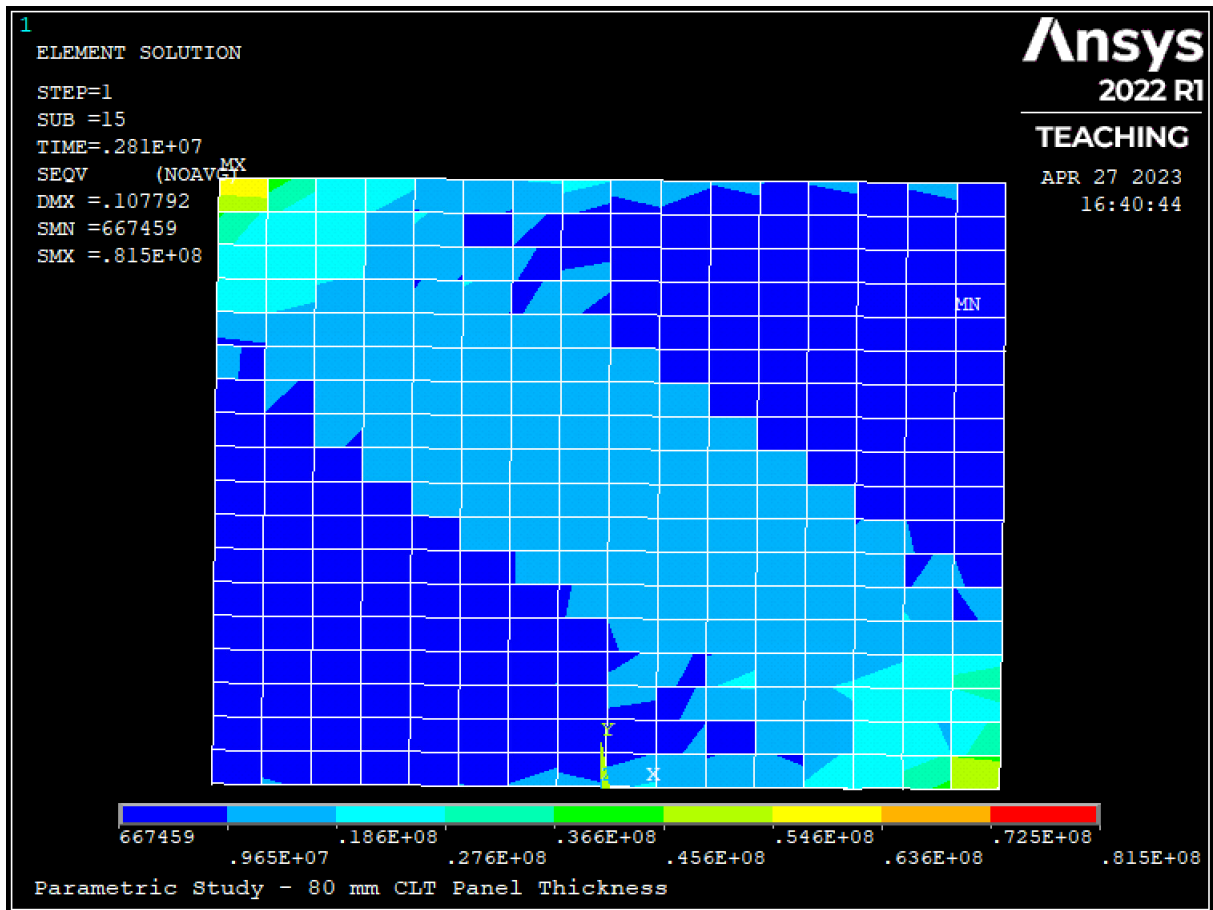 1
ELEMENT SOLUTION
STEP=1
SUB =15
TIME=.281E+07
SEQV (NOAVG)
DMX =.107792
SMN =667459
SMX =.815E+08
Ansys
2022 R1
TEACHING
APR 27 2023
16:40:44
MX
MN
Y
X
667459 .186E+08 .366E+08 .546E+08 .725E+08
.965E+07 .276E+08 .456E+08 .636E+08 .815E+08
Parametric Study - 80 mm CLT Panel Thickness